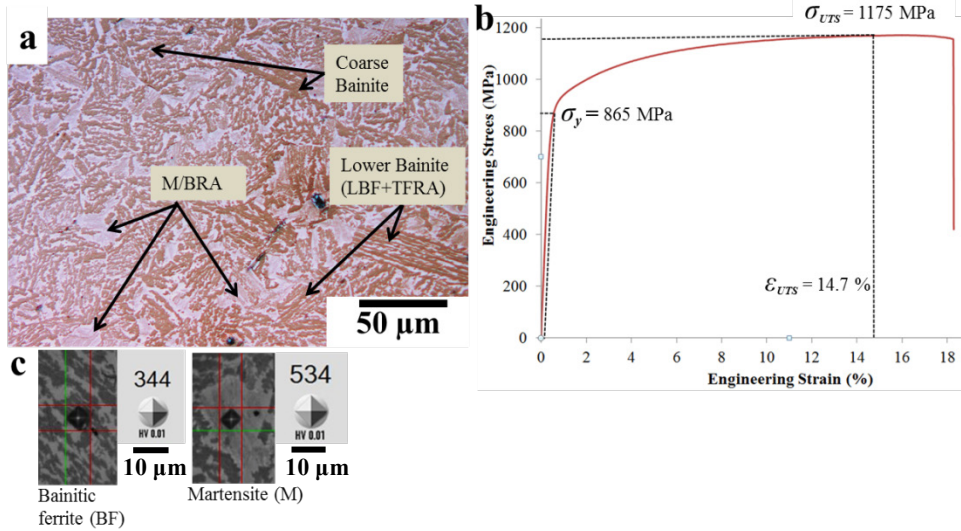 a
Coarse
Bainite
M/BRA
Lower Bainite
(LBF+TFRA)
50 µm
b
σUTS = 1175 MPa
1200
1000
800
600
400
200
0
Engineering Strees (MPa)
σy = 865 MPa
εUTS = 14.7 %
0 2 4 6 8 10 12 14 16 18
Engineering Strain (%)
c
344
HV 0.01
10 µm
Bainitic
ferrite (BF)
534
HV 0.01
10 µm
Martensite (M)